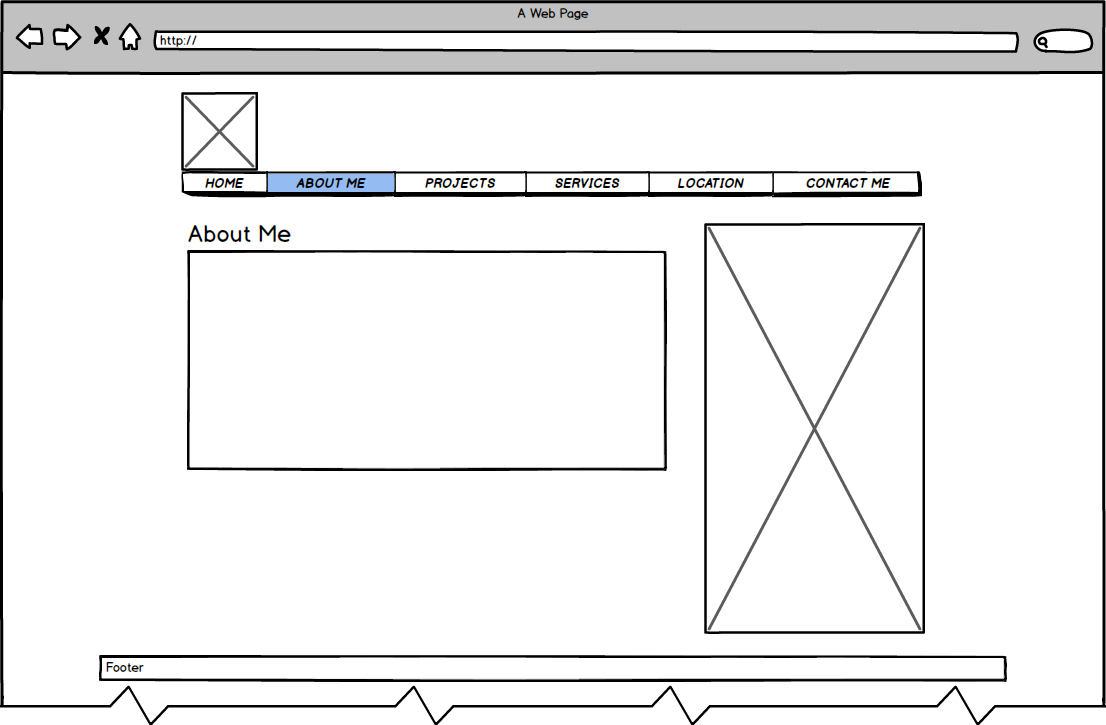 A Web Page
http://
HOME ABOUT ME PROJECTS SERVICES LOCATION CONTACT ME
About Me
Footer